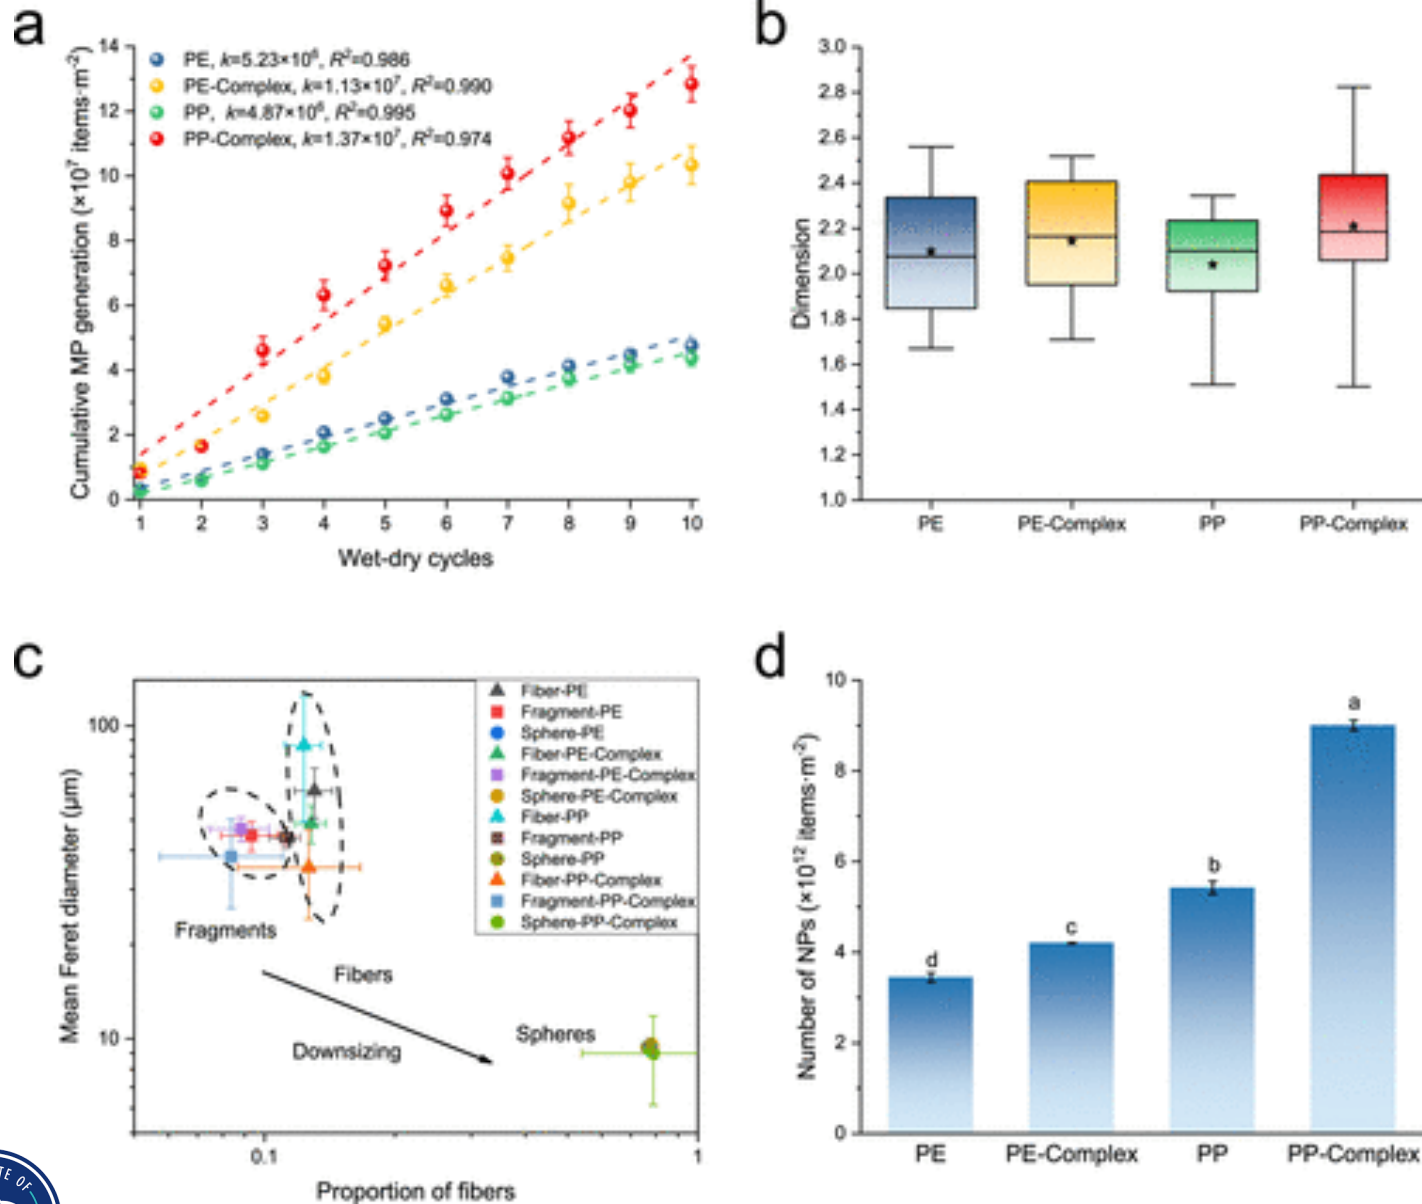 a
14
12
10
8
6
4
2
0
Cumulative MP generation (×10⁷ items·m⁻²)
PE, k=5.23×10⁶, R²=0.986
PE-Complex, k=1.13×10⁷, R²=0.990
PP, k=4.87×10⁶, R²=0.995
PP-Complex, k=1.37×10⁷, R²=0.974
1 2 3 4 5 6 7 8 9 10
Wet-dry cycles
b
3.0
2.8
2.6
2.4
2.2
2.0
1.8
1.6
1.4
1.2
1.0
Dimension
PE PE-Complex PP PP-Complex
c
100
10
Mean Feret diameter (μm)
Fiber-PE
Fragment-PE
Sphere-PE
Fiber-PE-Complex
Fragment-PE-Complex
Sphere-PE-Complex
Fiber-PP
Fragment-PP
Sphere-PP
Fiber-PP-Complex
Fragment-PP-Complex
Sphere-PP-Complex
Fragments
Fibers
Spheres
Downsizing
0.1 1
Proportion of fibers
d
10
8
6
4
2
0
Number of NPs (×10¹² items·m⁻²)
d
c
b
a
PE PE-Complex PP PP-Complex
TE OF